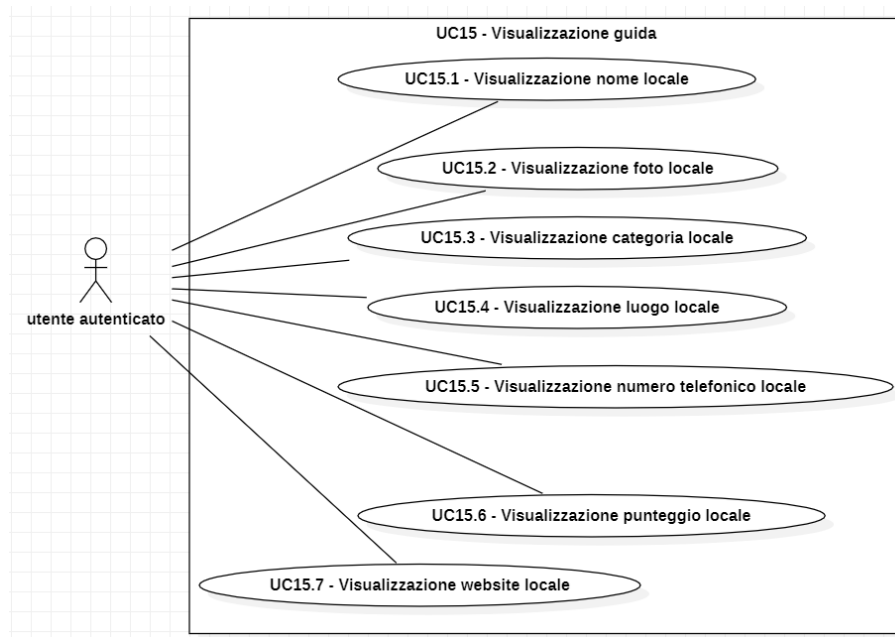 UC15 - Visualizzazione guida
UC15.1 - Visualizzazione nome locale
UC15.2 - Visualizzazione foto locale
UC15.3 - Visualizzazione categoria locale
UC15.4 - Visualizzazione luogo locale
utente autenticato
UC15.5 - Visualizzazione numero telefonico locale
UC15.6 - Visualizzazione punteggio locale
UC15.7 - Visualizzazione website locale